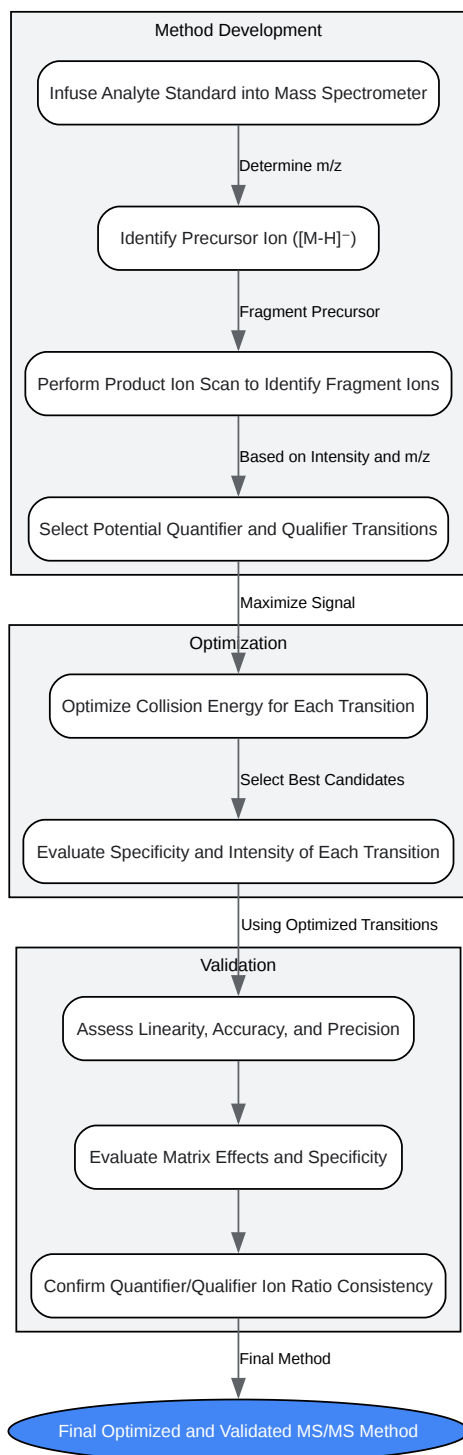 Method Development
Infuse Analyte Standard into Mass Spectrometer
Determine m/z
Identify Precursor Ion ([M-H]⁻)
Fragment Precursor
Perform Product Ion Scan to Identify Fragment Ions
Based on Intensity and m/z
Select Potential Quantifier and Qualifier Transitions
Maximize Signal
Optimization
Optimize Collision Energy for Each Transition
Select Best Candidates
Evaluate Specificity and Intensity of Each Transition
Using Optimized Transitions
Validation
Assess Linearity, Accuracy, and Precision
Evaluate Matrix Effects and Specificity
Confirm Quantifier/Qualifier Ion Ratio Consistency
Final Method
Final Optimized and Validated MS/MS Method